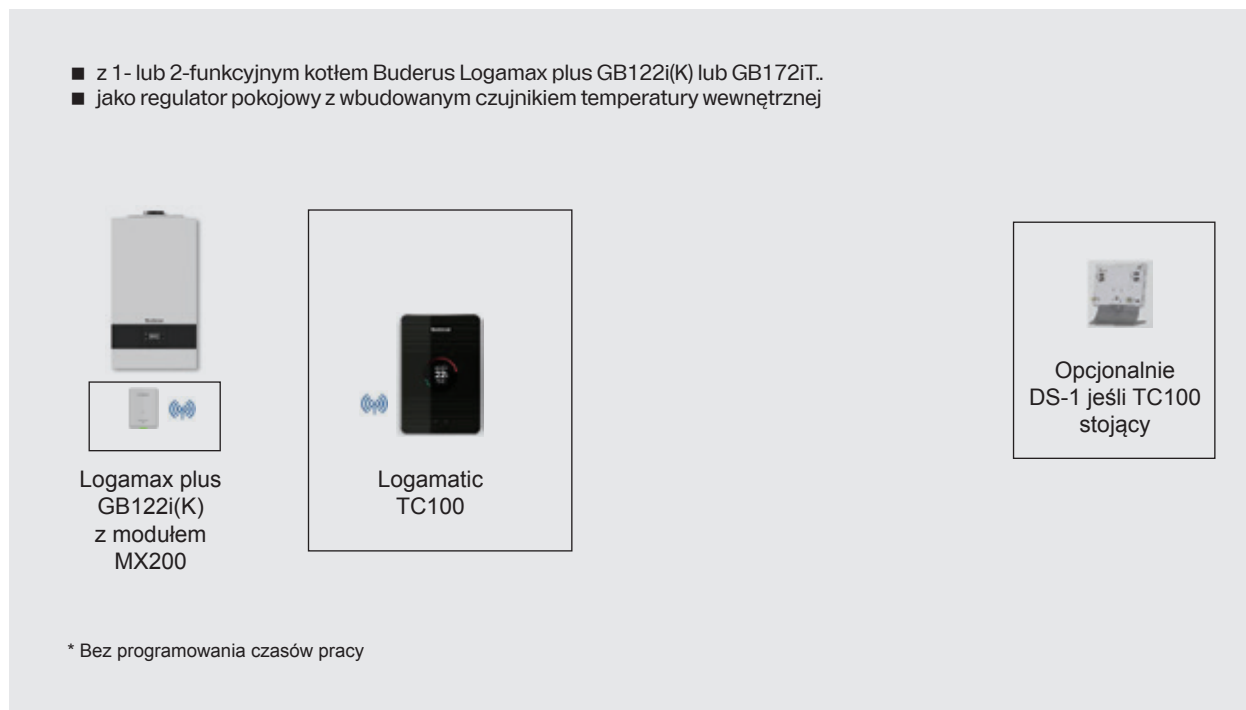 ■ z 1- lub 2-funkcyjnym kotłem Buderus Logamax plus GB122i(K) lub GB172iT..
■ jako regulator pokojowy z wbudowanym czujnikiem temperatury wewnętrznej
Logamax plus
GB122i(K)
z modułem
MX200
Logamatic
TC100
Opcjonalnie
DS-1 jeśli TC100
stojący
* Bez programowania czasów pracy